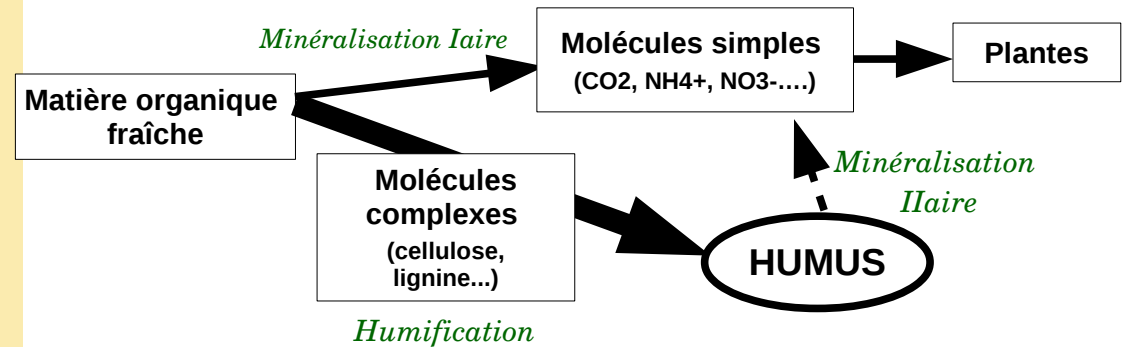 Minéralisation Iaire
Molécules simples
(CO2, NH4+, NO3-....)
Plantes
Matière organique
fraîche
Molécules
complexes
(cellulose,
lignine...)
Minéralisation
IIaire
HUMUS
Humification